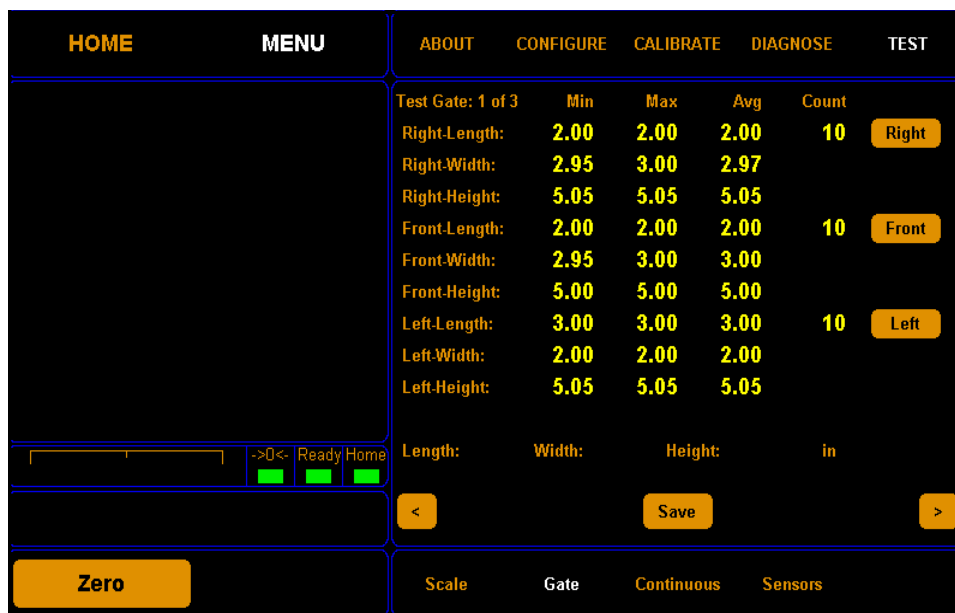 HOME MENU ABOUT CONFIGURE CALIBRATE DIAGNOSE TEST
Test Gate: 1 of 3 Min Max Avg Count
Right-Length: 2.00 2.00 2.00 10 Right
Right-Width: 2.95 3.00 2.97
Right-Height: 5.05 5.05 5.05
Front-Length: 2.00 2.00 2.00 10 Front
Front-Width: 2.95 3.00 3.00
Front-Height: 5.00 5.00 5.00
Left-Length: 3.00 3.00 3.00 10 Left
Left-Width: 2.00 2.00 2.00
Left-Height: 5.05 5.05 5.05
->0<- Ready Home Length: Width: Height: in
< Save >
Zero Scale Gate Continuous Sensors